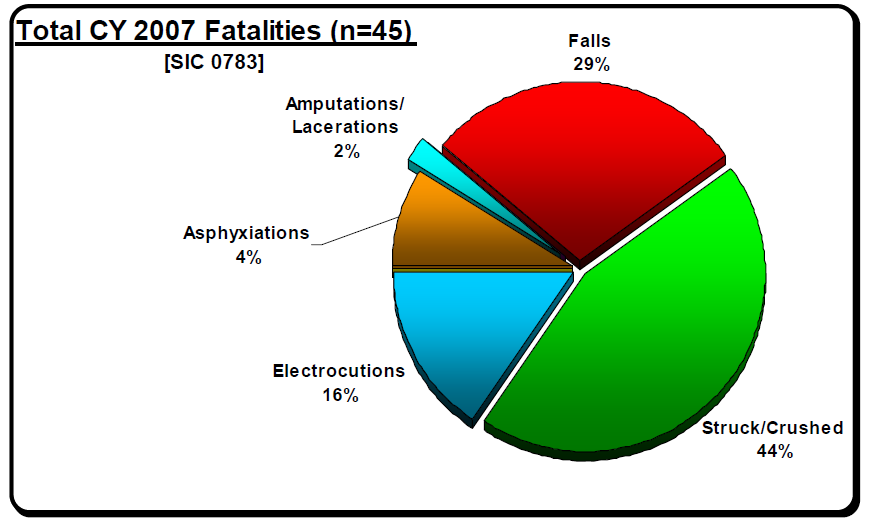 Total CY 2007 Fatalities (n=45)
[SIC 0783]
Falls
29%
Amputations/
Lacerations
2%
Asphyxiations
4%
Electrocutions
16%
Struck/Crushed
44%